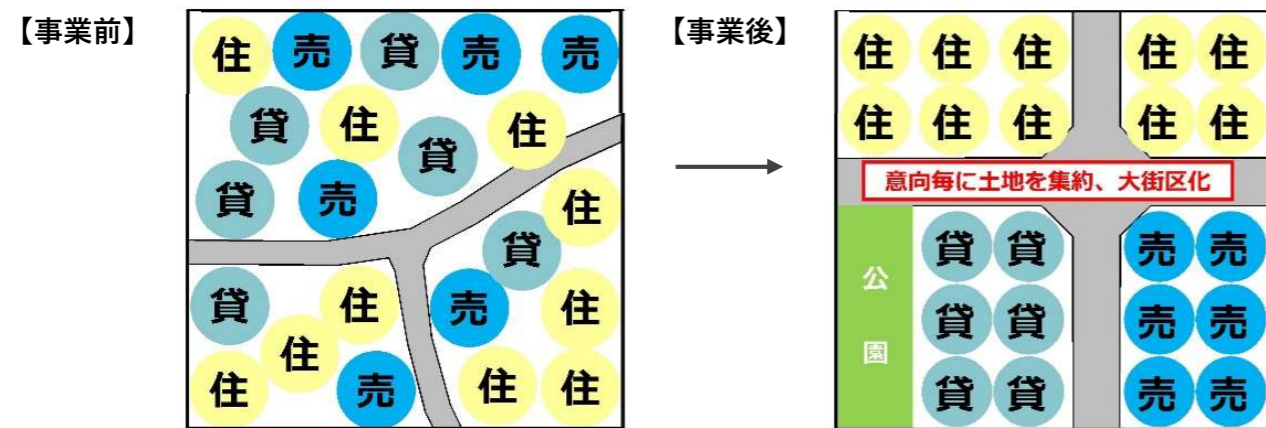 【事業前】
住 売 貸 売 売
貸 住 貸 住
貸 売 貸 住
貸 住 売 住
住 住 売 住 住
【事業後】
住 住 住 住 住
住 住 住 住 住
意向毎に土地を集約、大街区化
公園
貸 貸 売 売
貸 貸 売 売
貸 貸 売 売